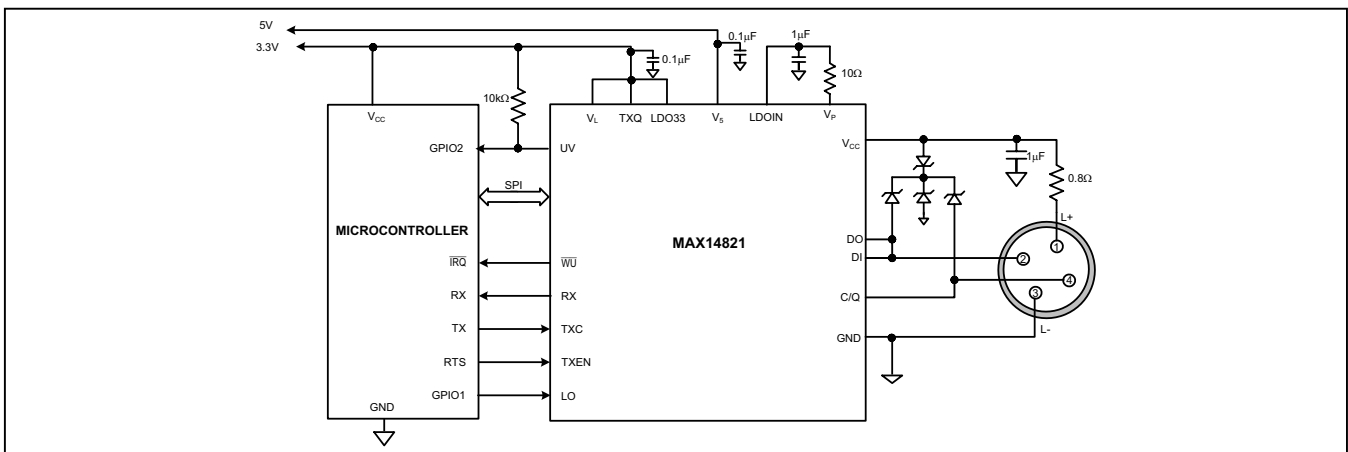 5V
3.3V
0.1μF
0.1μF
1μF
10Ω
10kΩ
VCC
VL TXQ LDO33 V5 LDOIN VP
GPIO2
UV
VCC
1μF
0.8Ω
SPI
MICROCONTROLLER
MAX14821
L+
1
2
3
4
L-
DO
DI
C/Q
GND
IRQ
WU
RX
RX
TX
TXC
RTS
TXEN
GPIO1
LO
GND